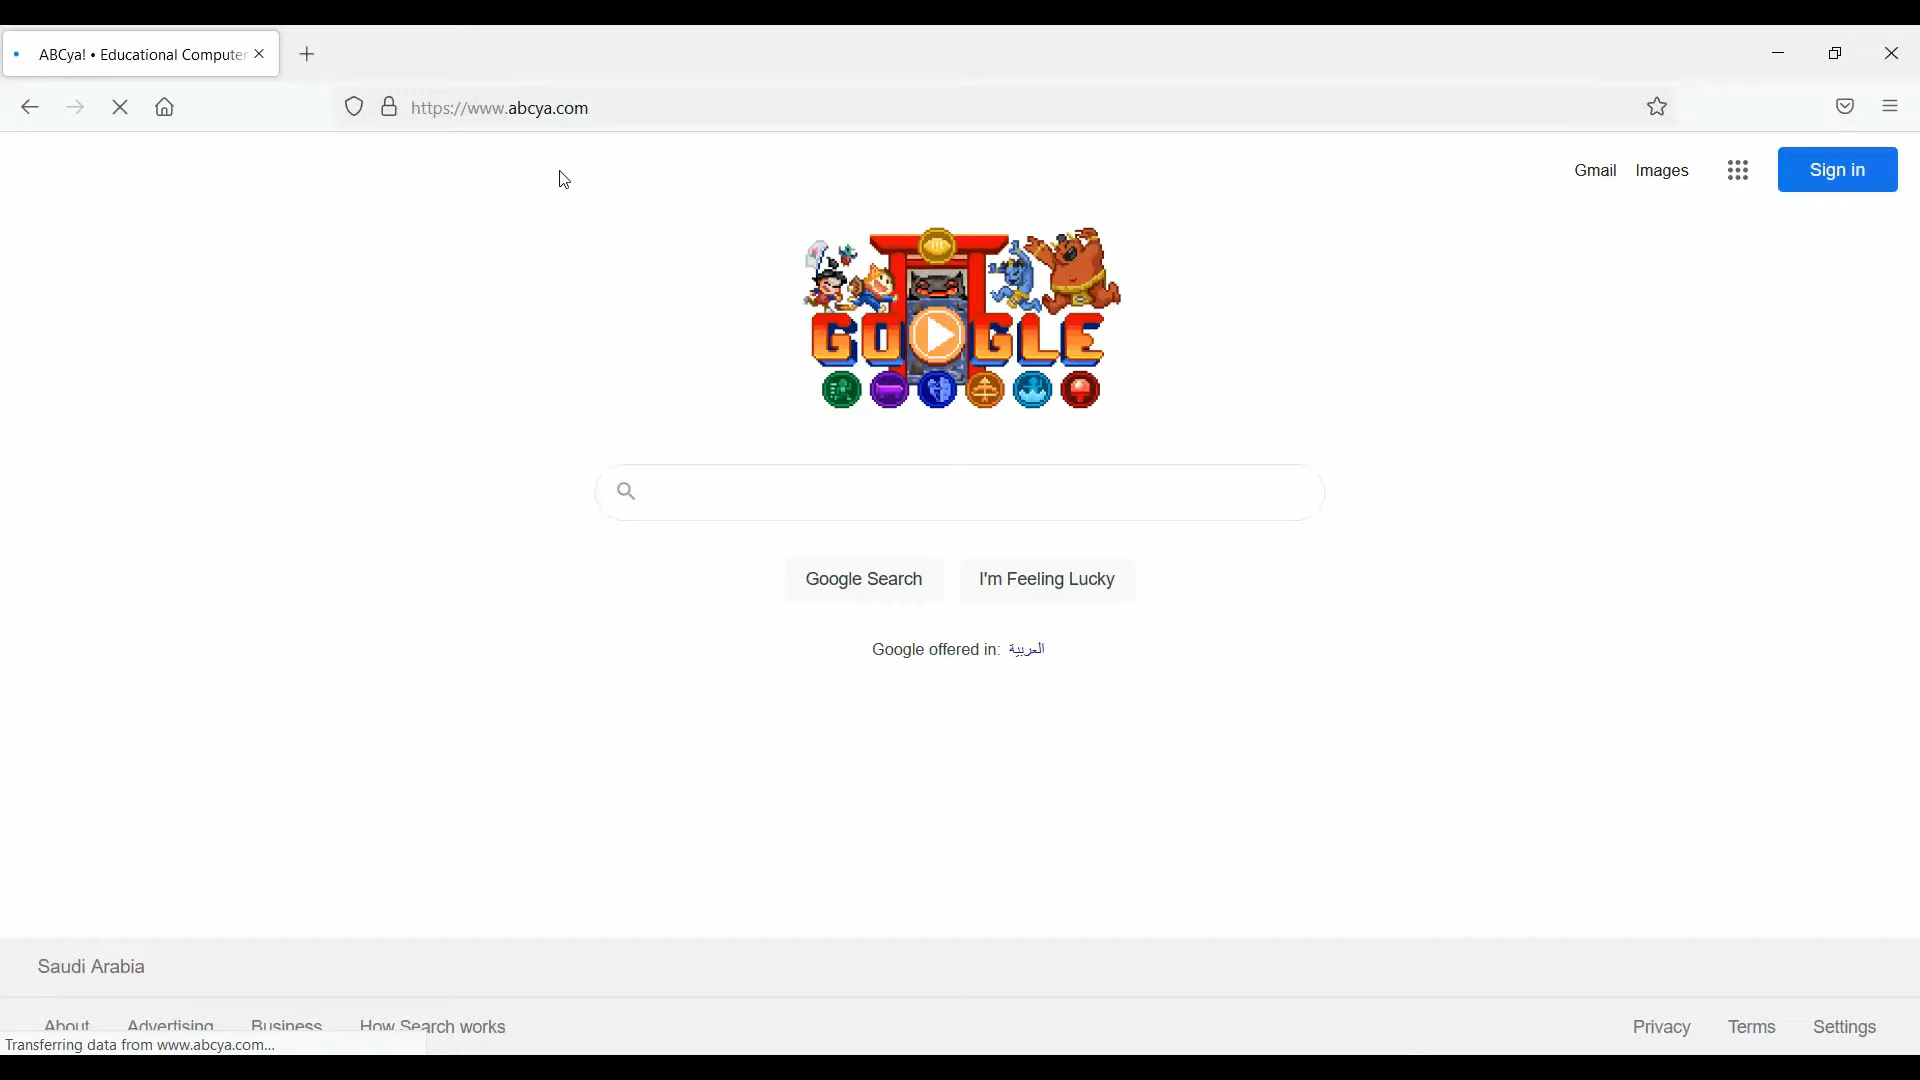 ABCya! • Educational Computer
https://www.abcya.com
Gmail Images Sign in
GOOGLE
Google Search I'm Feeling Lucky
Google offered in: العربية
Saudi Arabia
About Advertising Business How Search works Privacy Terms Settings
Transferring data from www.abcya.com...